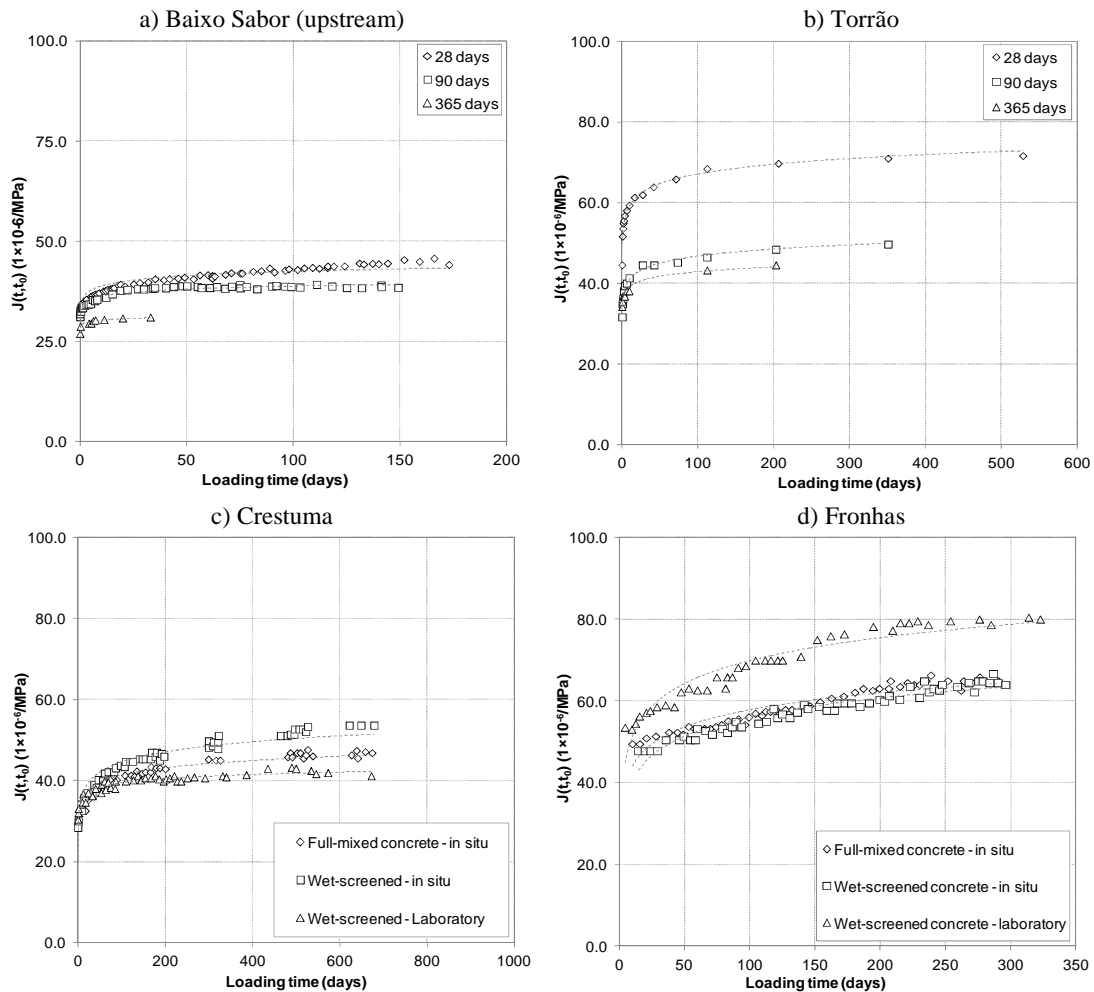 a) Baixo Sabor (upstream)
100.0
75.0
50.0
25.0
0.0
0
50
100
150
200
J(t,t0) (1×10-6/MPa)
Loading time (days)
28 days
90 days
365 days
b) Torrão
100.0
80.0
60.0
40.0
20.0
0.0
0
100
200
300
400
500
600
J(t,t₀) (1×10⁻⁶/MPa)
Loading time (days)
28 days
90 days
365 days
c) Crestuma
100.0
80.0
60.0
40.0
20.0
0.0
0
200
400
600
800
1000
J(t,t₀) (1×10⁻⁶/MPa)
Loading time (days)
Full-mixed concrete - in situ
Wet-screened - in situ
Wet-screened - Laboratory
d) Fronhas
100.0
80.0
60.0
40.0
20.0
0.0
0
50
100
150
200
250
300
350
J(t,t₀) (1×10⁻⁶/MPa)
Loading time (days)
Full-mixed concrete - in situ
Wet-screened concrete - in situ
Wet-screened concrete - laboratory